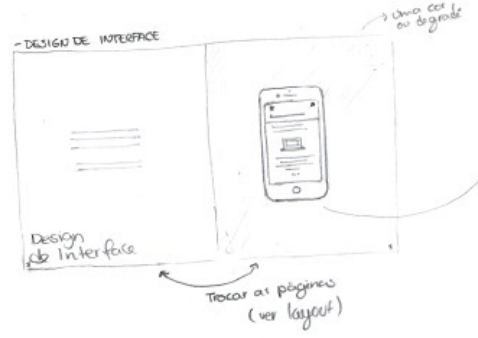 - DESIGN DE INTERFACE
uma cor
ou degradê
Design
de Interface
Trocar as páginas
(ver layout)